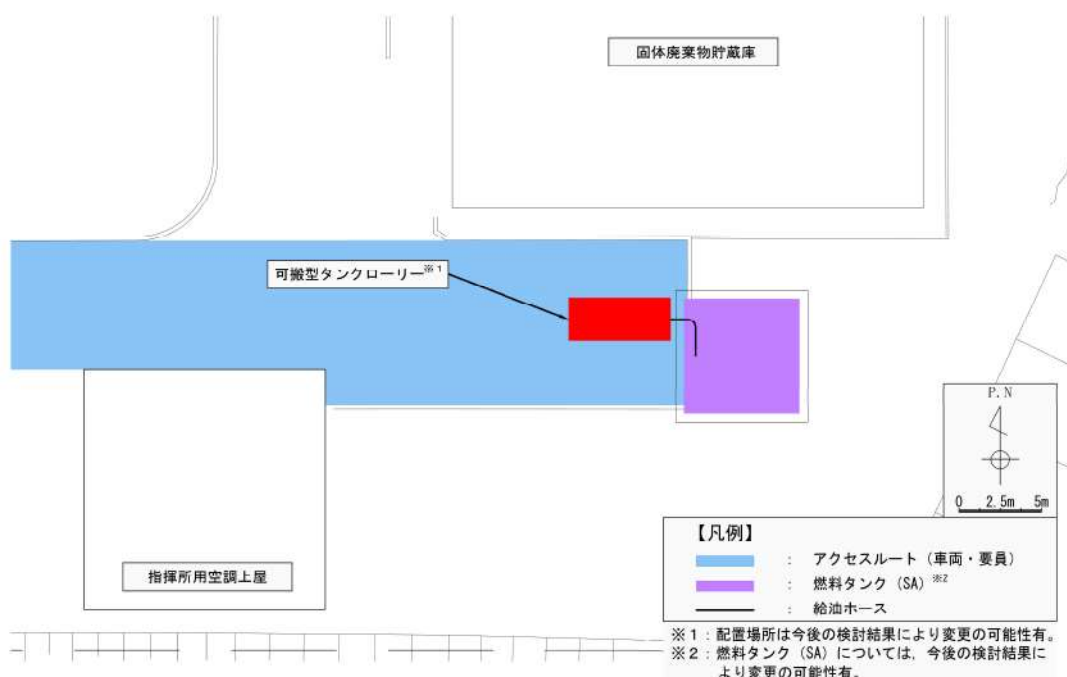 固体廃棄物貯蔵庫
可搬型タンクローリー※1
指揮所用空調上屋
P.N
0 2.5m 5m
【凡例】
: アクセスルート（車両・要員）
: 燃料タンク（SA）※2
: 給油ホース
※1：配置場所は今後の検討結果により変更の可能性有。
※2：燃料タンク（SA）については，今後の検討結果に
より変更の可能性有。